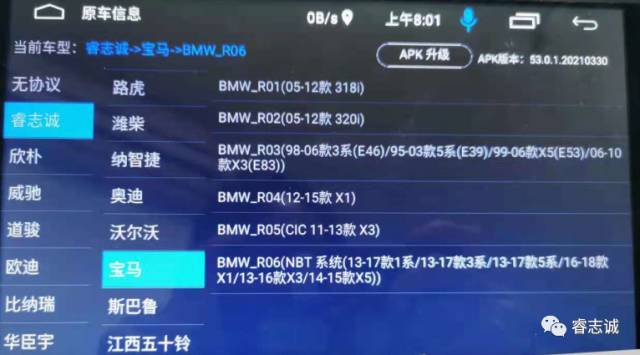 原车信息 0B/s 上午8:01
当前车型: 睿志诚->宝马->BMW_R06 APK 升级 APK版本: 53.0.1.20210330
无协议 路虎 BMW_R01(05-12款 318i)
睿志诚 潍柴 BMW_R02(05-12款 320i)
欣朴 纳智捷 BMW_R03(98-06款3系(E46)/95-03款5系(E39)/99-06款X5(E53)/06-10
款X3(E83))
威驰 奥迪 BMW_R04(12-15款 X1)
道骏 沃尔沃 BMW_R05(CIC 11-13款 X3)
欧迪 宝马 BMW_R06(NBT 系统(13-17款1系/13-17款3系/13-17款5系/16-18款
X1/13-16款X3/14-15款X5))
比纳瑞 斯巴鲁
华臣宇 江西五十铃
睿志诚